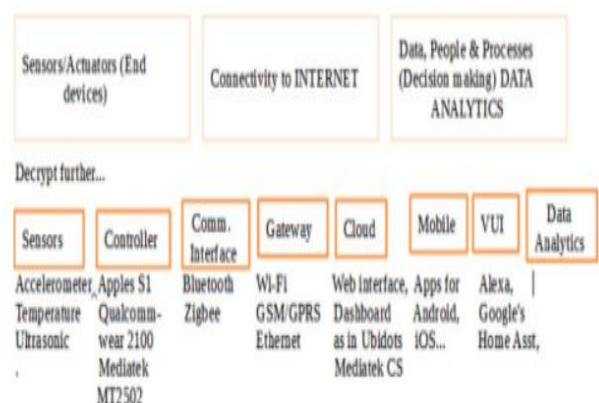 Sensors/Actuators (End
devices)
Connectivity to INTERNET
Data, People & Processes
(Decision making) DATA
ANALYTICS
Decrypt further...
Sensors
Controller
Comm.
Interface
Gateway
Cloud
Mobile
VUI
Data
Analytics
Accelerometer,
Temperature
Ultrasonic
,
Apples S1
Qualcomm-
wear 2100
Mediatek
MT2502
Bluetooth
Zigbee
Wi-Fi
GSM/GPRS
Ethernet
Web interface,
Dashboard
as in Ubidots
Mediatek CS
Apps for
Android,
iOS...
Alexa,
Google's
Home Asst,